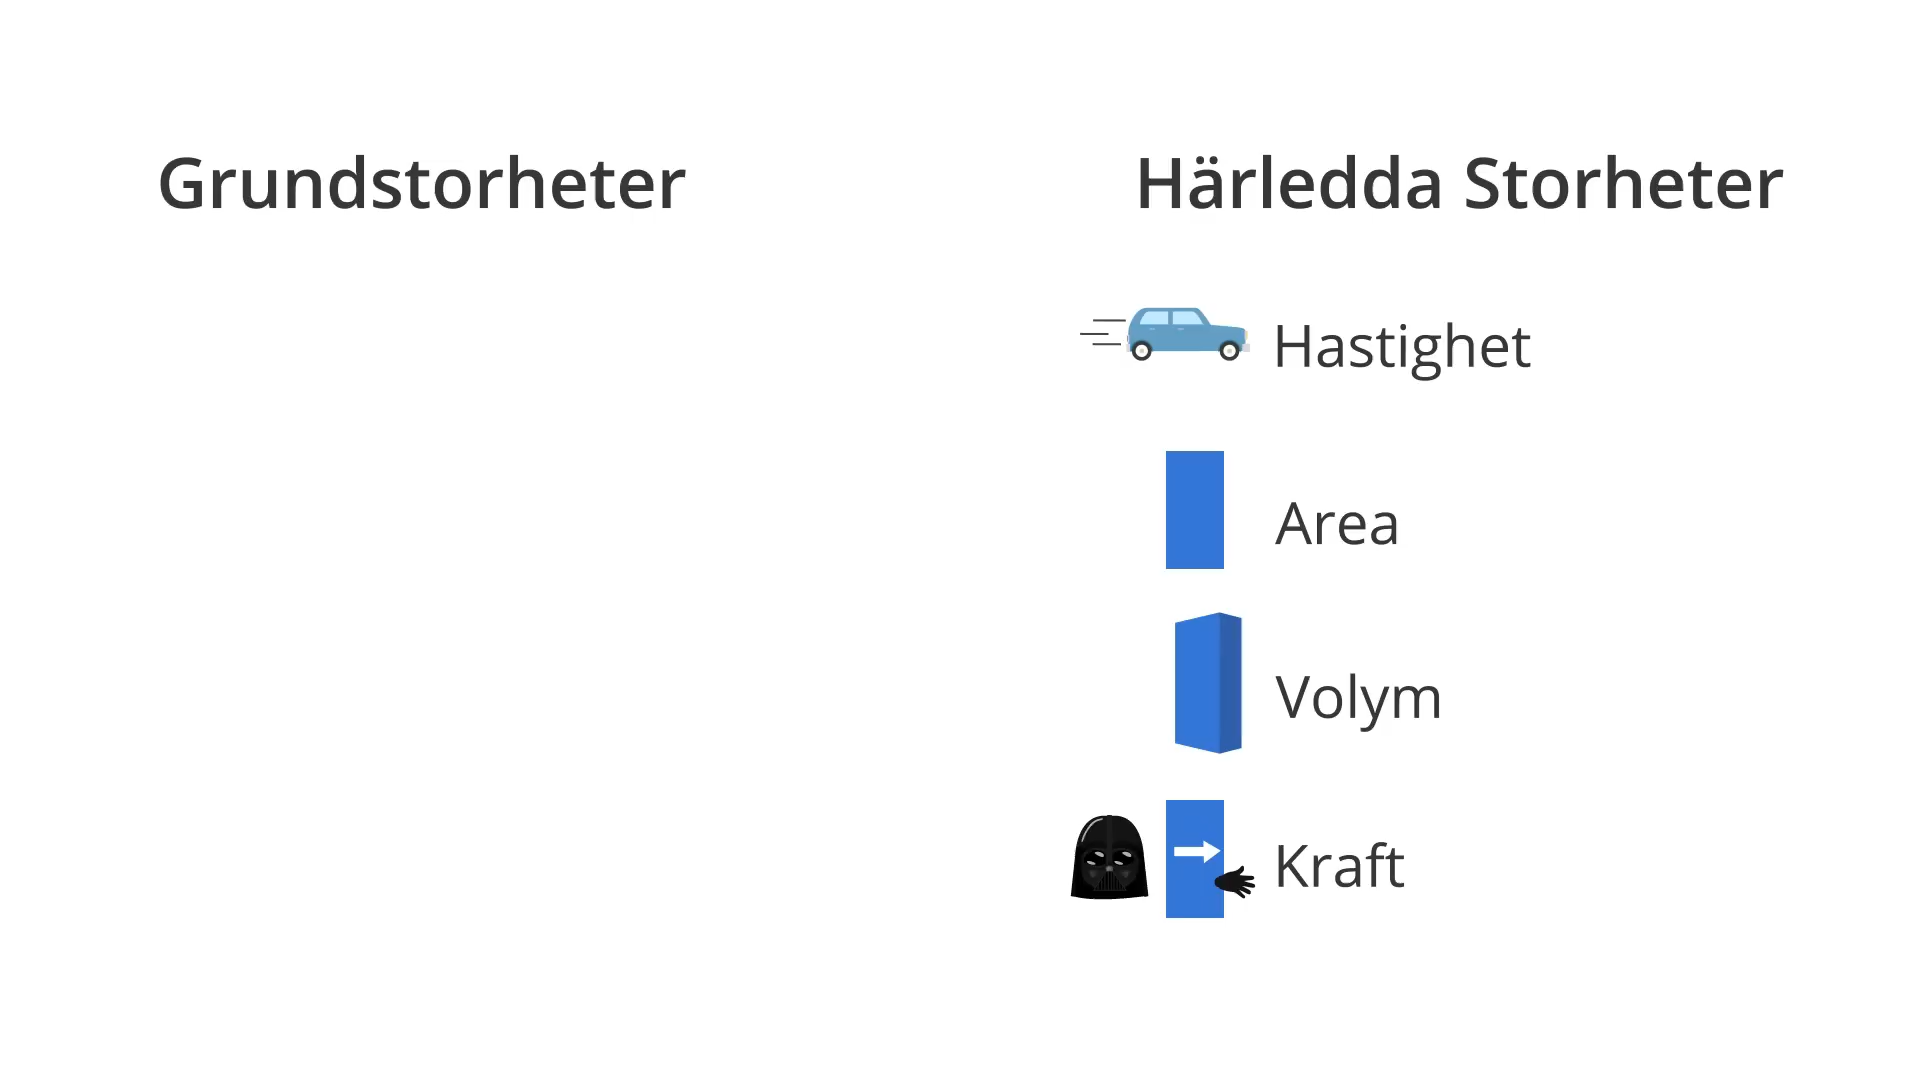 Grundstorheter
Härledda Storheter
Hastighet
Area
Volym
Kraft